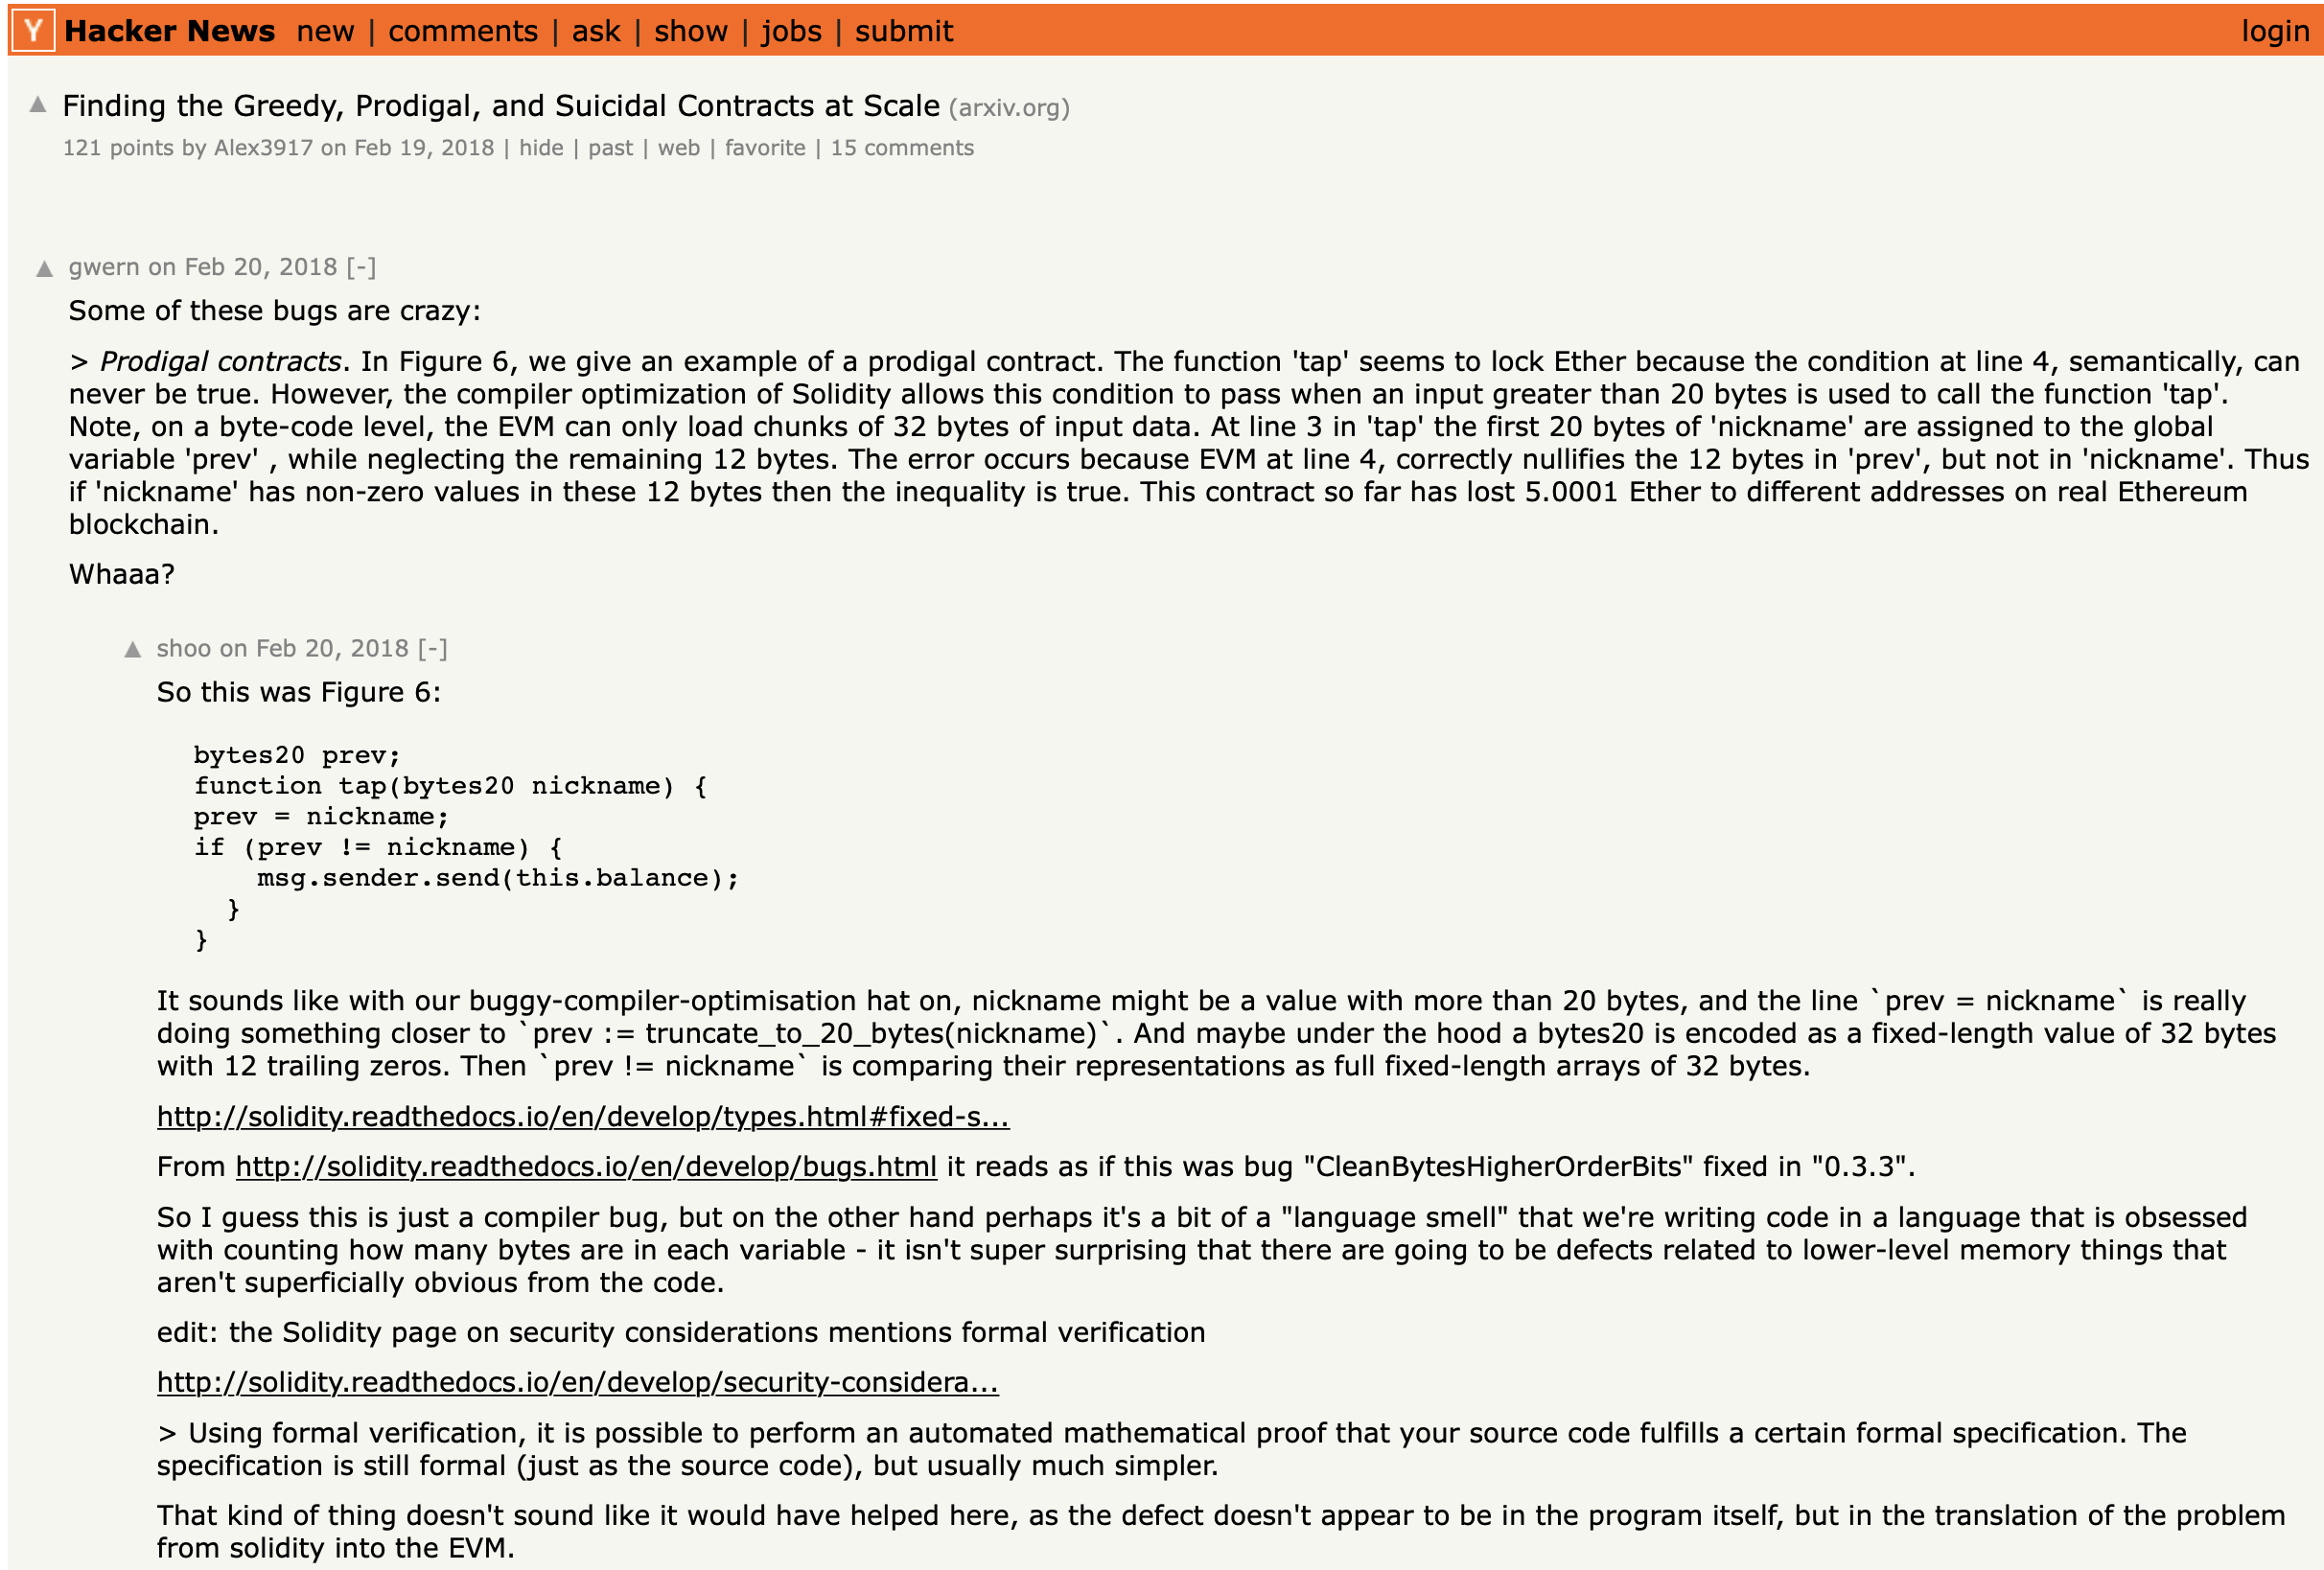 Y Hacker News new | comments | ask | show | jobs | submit login
▲ Finding the Greedy, Prodigal, and Suicidal Contracts at Scale (arxiv.org)
121 points by Alex3917 on Feb 19, 2018 | hide | past | web | favorite | 15 comments
▲ gwern on Feb 20, 2018 [-]
Some of these bugs are crazy:
> Prodigal contracts. In Figure 6, we give an example of a prodigal contract. The function 'tap' seems to lock Ether because the condition at line 4, semantically, can
never be true. However, the compiler optimization of Solidity allows this condition to pass when an input greater than 20 bytes is used to call the function 'tap'.
Note, on a byte-code level, the EVM can only load chunks of 32 bytes of input data. At line 3 in 'tap' the first 20 bytes of 'nickname' are assigned to the global
variable 'prev' , while neglecting the remaining 12 bytes. The error occurs because EVM at line 4, correctly nullifies the 12 bytes in 'prev', but not in 'nickname'. Thus
if 'nickname' has non-zero values in these 12 bytes then the inequality is true. This contract so far has lost 5.0001 Ether to different addresses on real Ethereum
blockchain.
Whaaa?
▲ shoo on Feb 20, 2018 [-]
So this was Figure 6:
bytes20 prev;
function tap(bytes20 nickname) {
prev = nickname;
if (prev != nickname) {
    msg.sender.send(this.balance);
  }
}
It sounds like with our buggy-compiler-optimisation hat on, nickname might be a value with more than 20 bytes, and the line `prev = nickname` is really
doing something closer to `prev := truncate_to_20_bytes(nickname)`. And maybe under the hood a bytes20 is encoded as a fixed-length value of 32 bytes
with 12 trailing zeros. Then `prev != nickname` is comparing their representations as full fixed-length arrays of 32 bytes.
http://solidity.readthedocs.io/en/develop/types.html#fixed-s...
From http://solidity.readthedocs.io/en/develop/bugs.html it reads as if this was bug "CleanBytesHigherOrderBits" fixed in "0.3.3".
So I guess this is just a compiler bug, but on the other hand perhaps it's a bit of a "language smell" that we're writing code in a language that is obsessed
with counting how many bytes are in each variable - it isn't super surprising that there are going to be defects related to lower-level memory things that
aren't superficially obvious from the code.
edit: the Solidity page on security considerations mentions formal verification
http://solidity.readthedocs.io/en/develop/security-considera...
> Using formal verification, it is possible to perform an automated mathematical proof that your source code fulfills a certain formal specification. The
specification is still formal (just as the source code), but usually much simpler.
That kind of thing doesn't sound like it would have helped here, as the defect doesn't appear to be in the program itself, but in the translation of the problem
from solidity into the EVM.